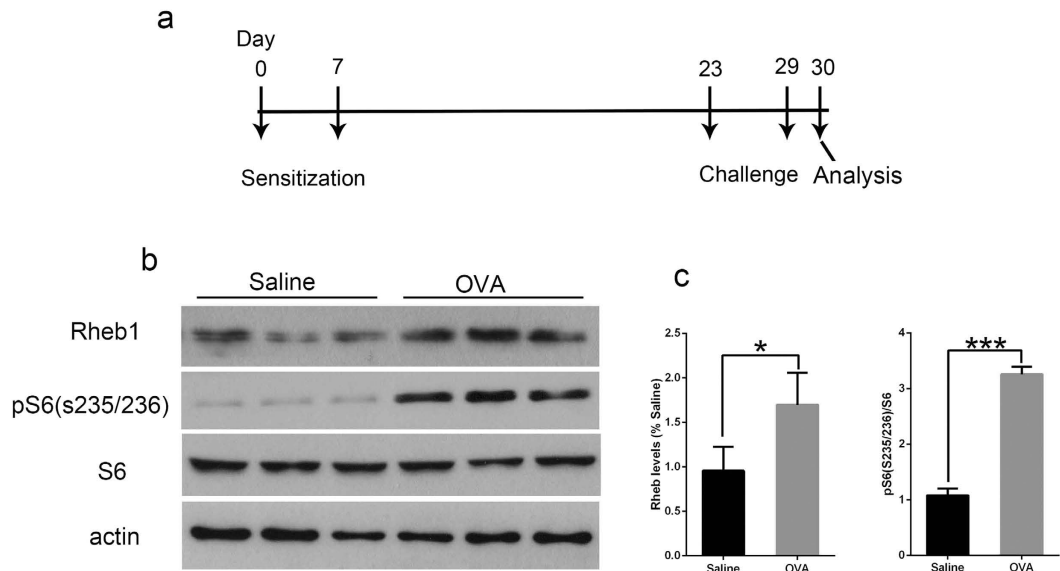 a
Day
0 7 23 29 30
Sensitization Challenge Analysis
b
Saline OVA
Rheb1
pS6(s235/236)
S6
actin
c
Rheb levels (% Saline)
2.5
2.0
1.5
1.0
0.5
0.0
*
Saline OVA
pS6(S235/236)/S6
4
3
2
1
0
***
Saline OVA